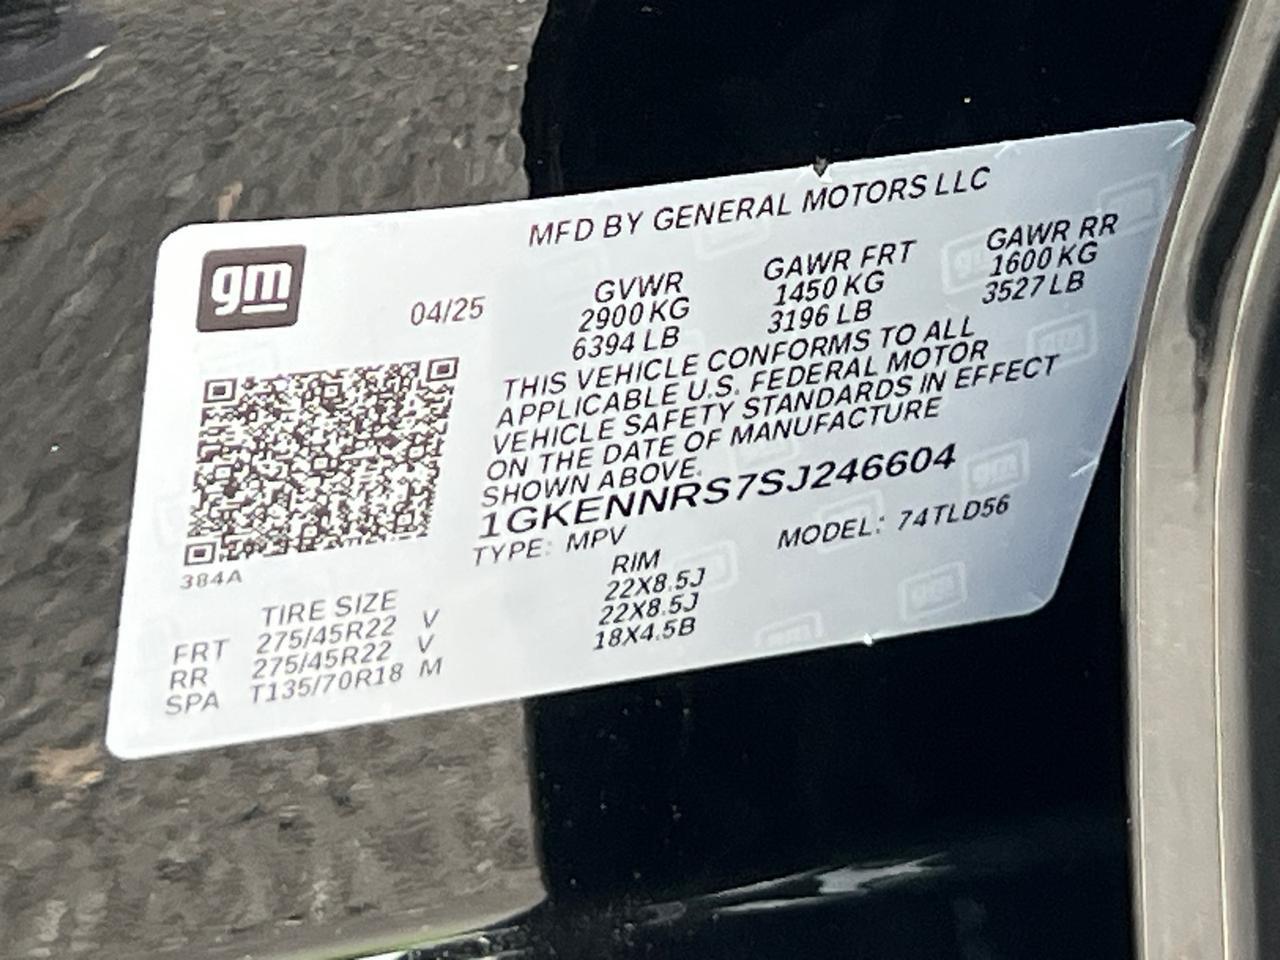 gm
MFD BY GENERAL MOTORS LLC
04/25
GVWR GAWR FRT GAWR RR
2900 KG 1450 KG 1600 KG
6394 LB 3196 LB 3527 LB
THIS VEHICLE CONFORMS TO ALL
APPLICABLE U.S. FEDERAL MOTOR
VEHICLE SAFETY STANDARDS IN EFFECT
ON THE DATE OF MANUFACTURE
SHOWN ABOVE.
1GKENNRS7SJ246604
TYPE: MPV MODEL: 74TLD56
384A
TIRE SIZE RIM
FRT 275/45R22 V 22X8.5J
RR 275/45R22 V 22X8.5J
SPA T135/70R18 M 18X4.5B